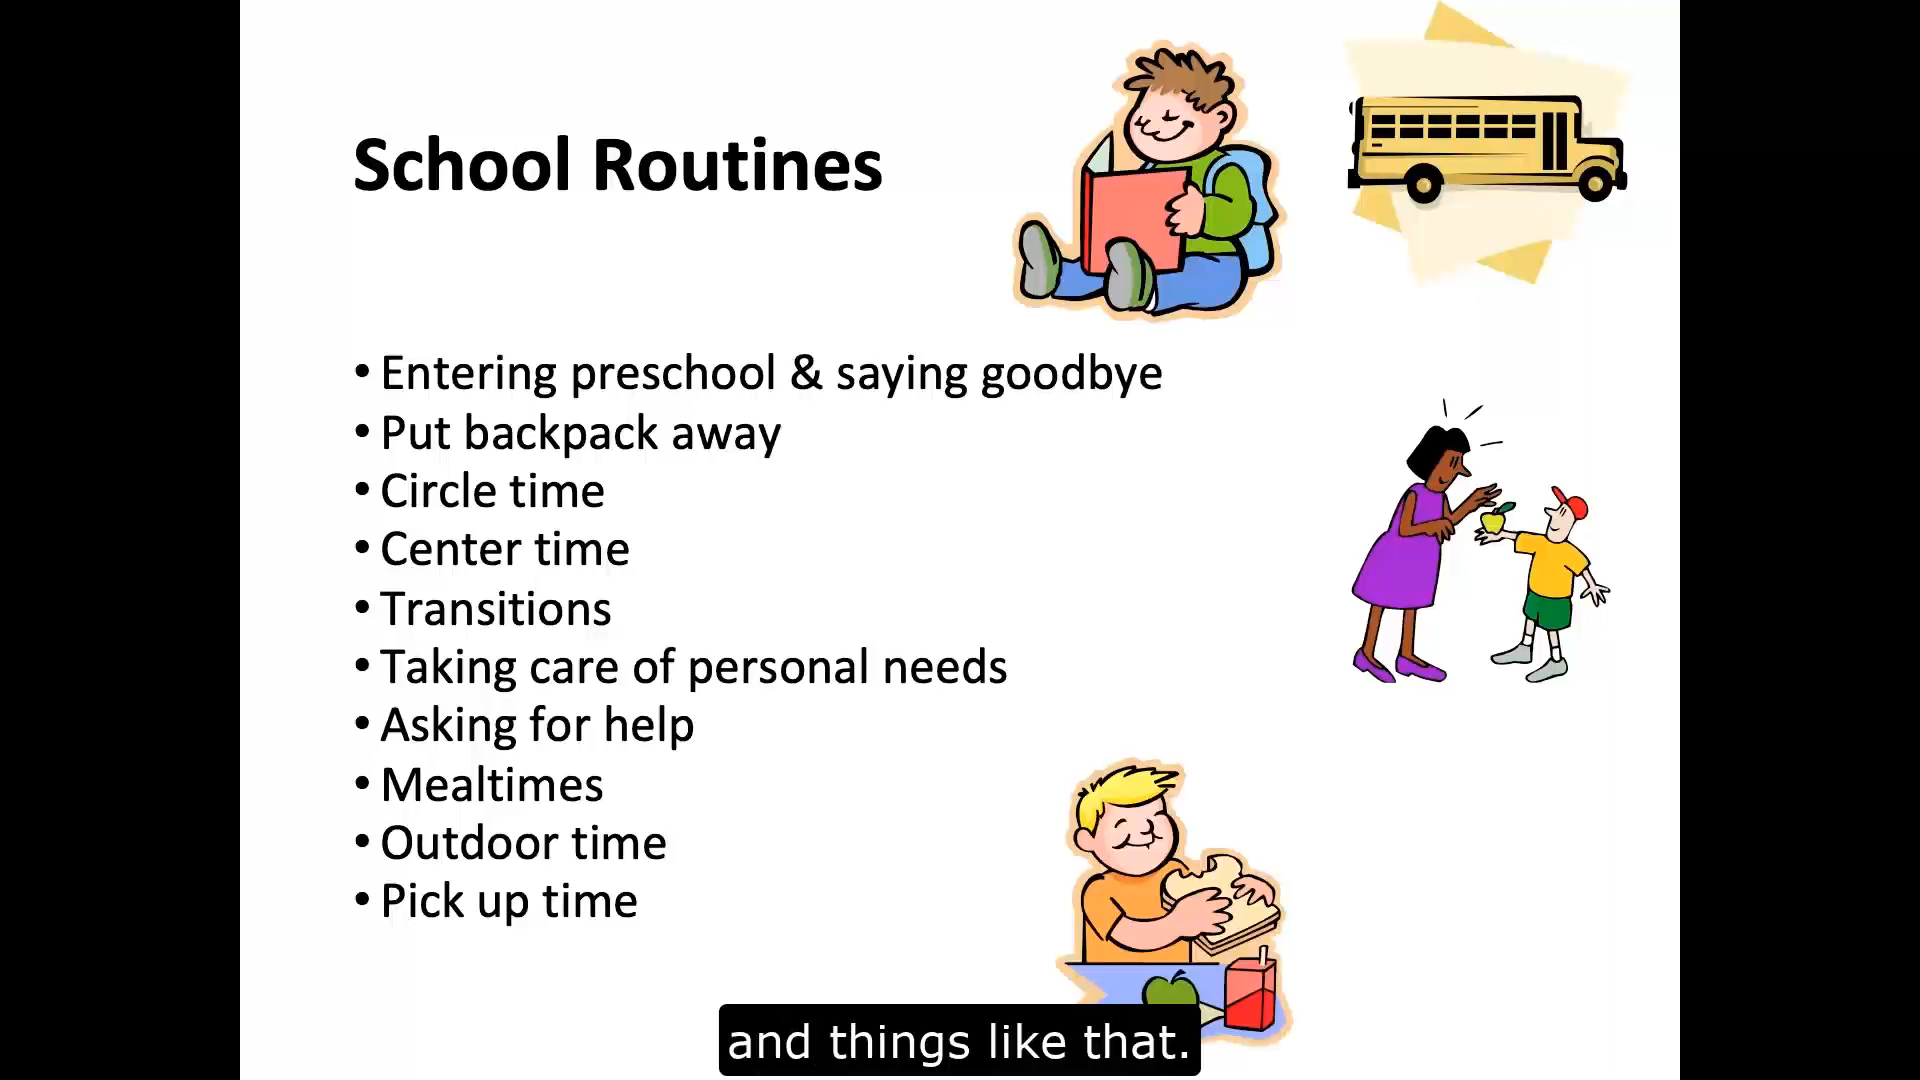 School Routines
• Entering preschool & saying goodbye
• Put backpack away
• Circle time
• Center time
• Transitions
• Taking care of personal needs
• Asking for help
• Mealtimes
• Outdoor time
• Pick up time
and things like that.